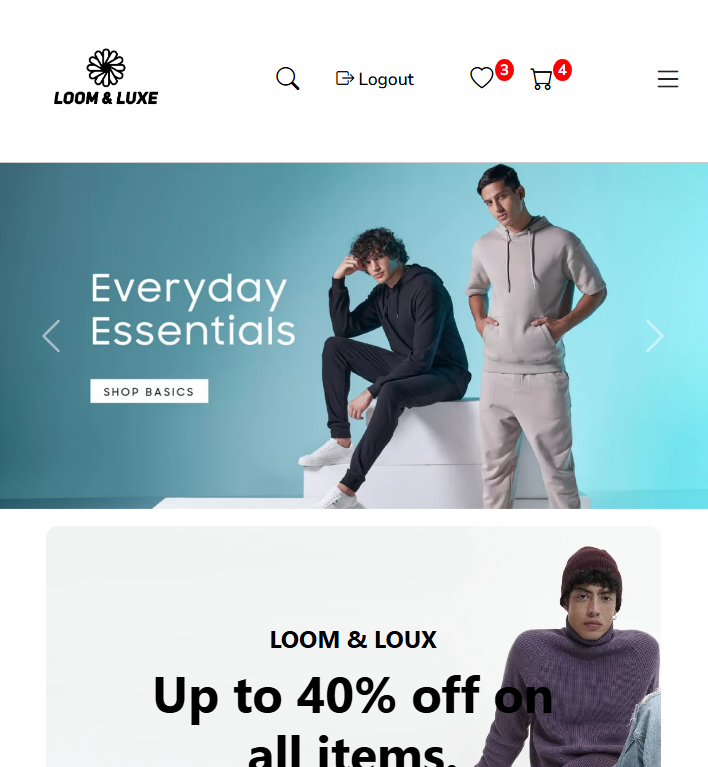 LOOM & LUXE
Logout
3
4
Everyday
Essentials
SHOP BASICS
LOOM & LOUX
Up to 40% off on
all items.